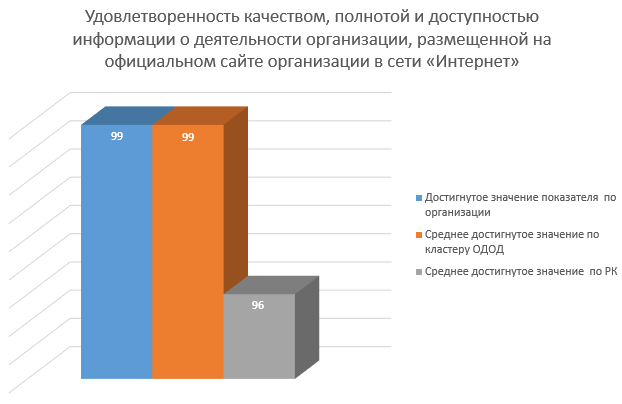 Удовлетворенность качеством, полнотой и доступностью
информации о деятельности организации, размещенной на
официальном сайте организации в сети «Интернет»
99
99
96
Достигнутое значение показателя по
организации
Среднее достигнутое значение по
кластеру ОДОД
Среднее достигнутое значение по РК